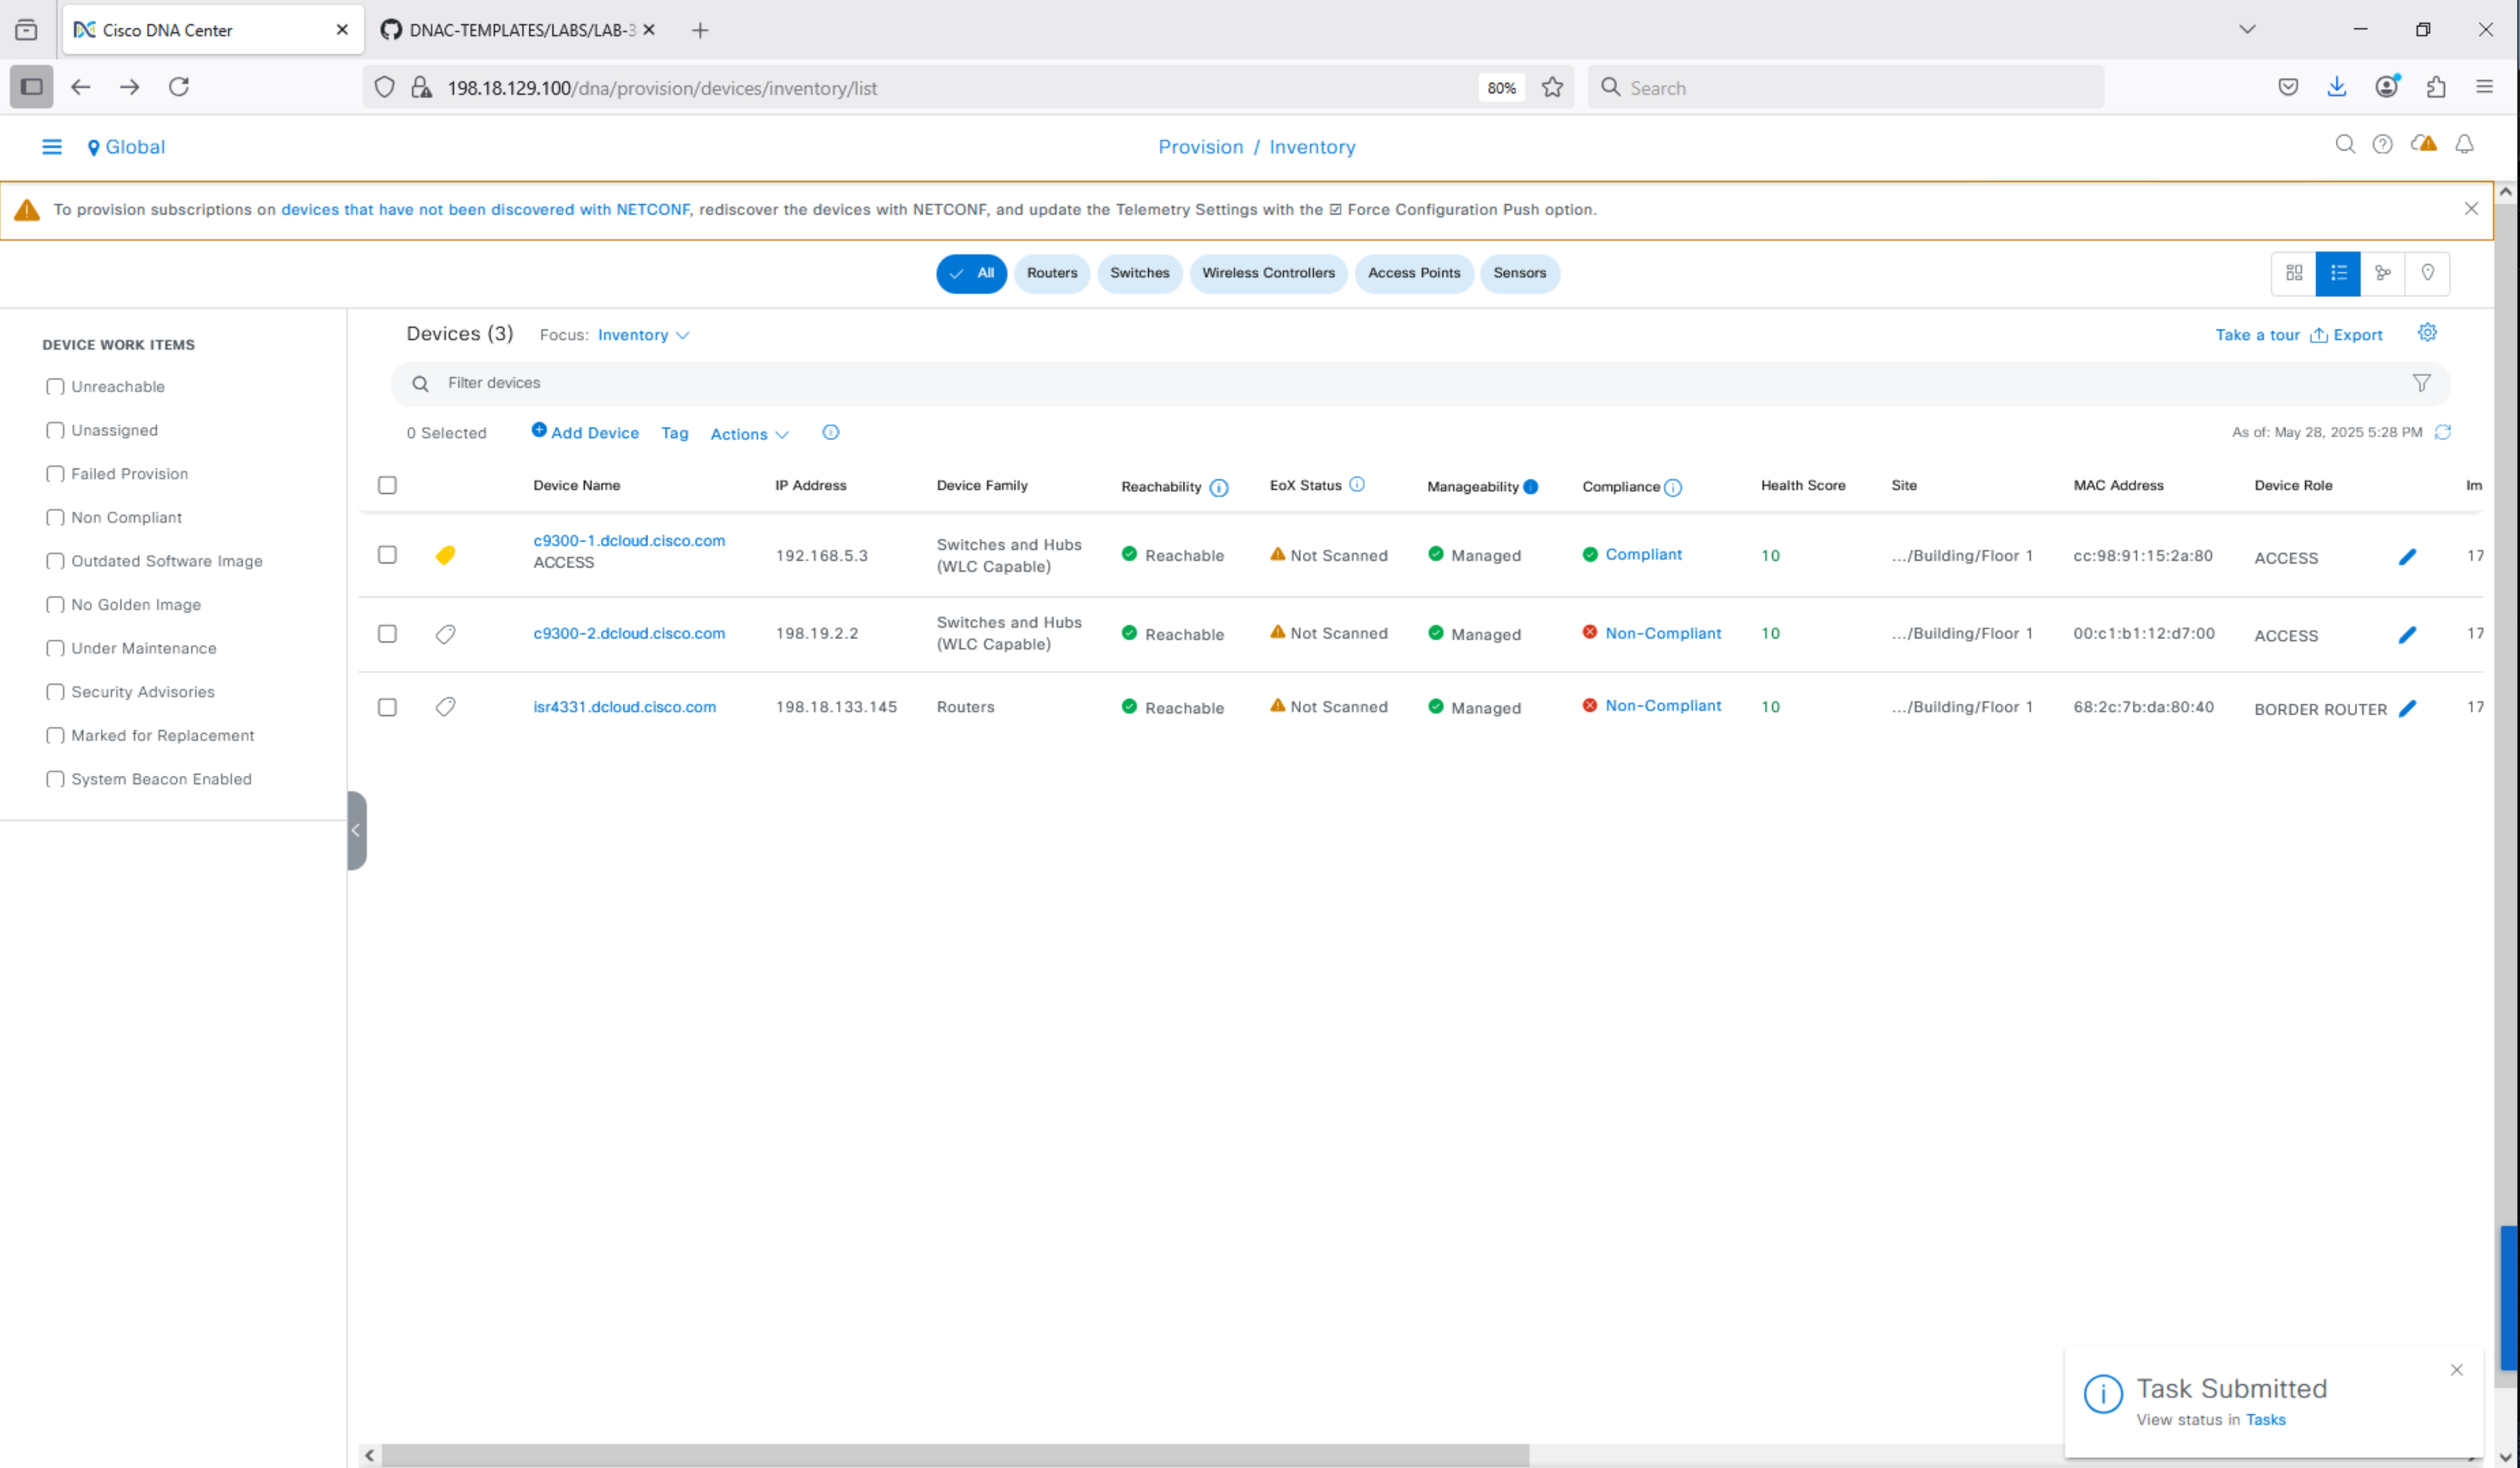 Cisco DNA Center
DNAC-TEMPLATES/LABS/LAB-3
198.18.129.100/dna/provision/devices/inventory/list
80%
Search
Global
Provision / Inventory
To provision subscriptions on devices that have not been discovered with NETCONF, rediscover the devices with NETCONF, and update the Telemetry Settings with the ☑ Force Configuration Push option.
All
Routers
Switches
Wireless Controllers
Access Points
Sensors
DEVICE WORK ITEMS
Unreachable
Unassigned
Failed Provision
Non Compliant
Outdated Software Image
No Golden Image
Under Maintenance
Security Advisories
Marked for Replacement
System Beacon Enabled
Devices (3) Focus: Inventory
Take a tour Export
Filter devices
0 Selected Add Device Tag Actions
As of: May 28, 2025 5:28 PM
Device Name IP Address Device Family Reachability EoX Status Manageability Compliance Health Score Site MAC Address Device Role Im
c9300-1.dcloud.cisco.com
ACCESS
192.168.5.3
Switches and Hubs
(WLC Capable)
Reachable Not Scanned Managed Compliant 10 .../Building/Floor 1 cc:98:91:15:2a:80 ACCESS 17
c9300-2.dcloud.cisco.com 198.19.2.2
Switches and Hubs
(WLC Capable)
Reachable Not Scanned Managed Non-Compliant 10 .../Building/Floor 1 00:c1:b1:12:d7:00 ACCESS 17
isr4331.dcloud.cisco.com 198.18.133.145 Routers Reachable Not Scanned Managed Non-Compliant 10 .../Building/Floor 1 68:2c:7b:da:80:40 BORDER ROUTER 17
Task Submitted
View status in Tasks